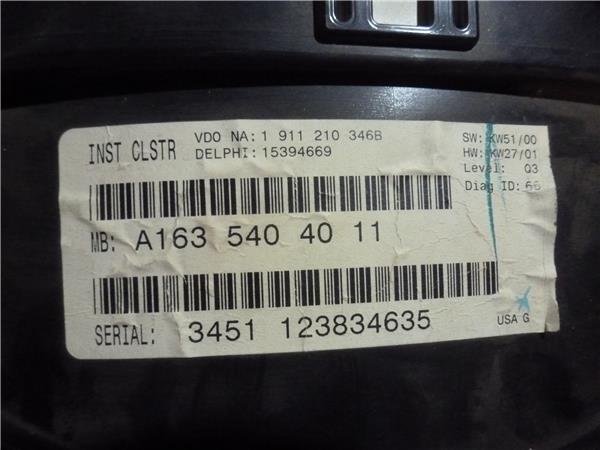 INST CLSTR
VDO NA: 1 911 210 346B
DELPHI: 15394669
SW: KW51/00
HW: KW27/01
Level: Q3
Diag ID: 66
MB: A163 540 40 11
SERIAL: 3451 123834635
USA G